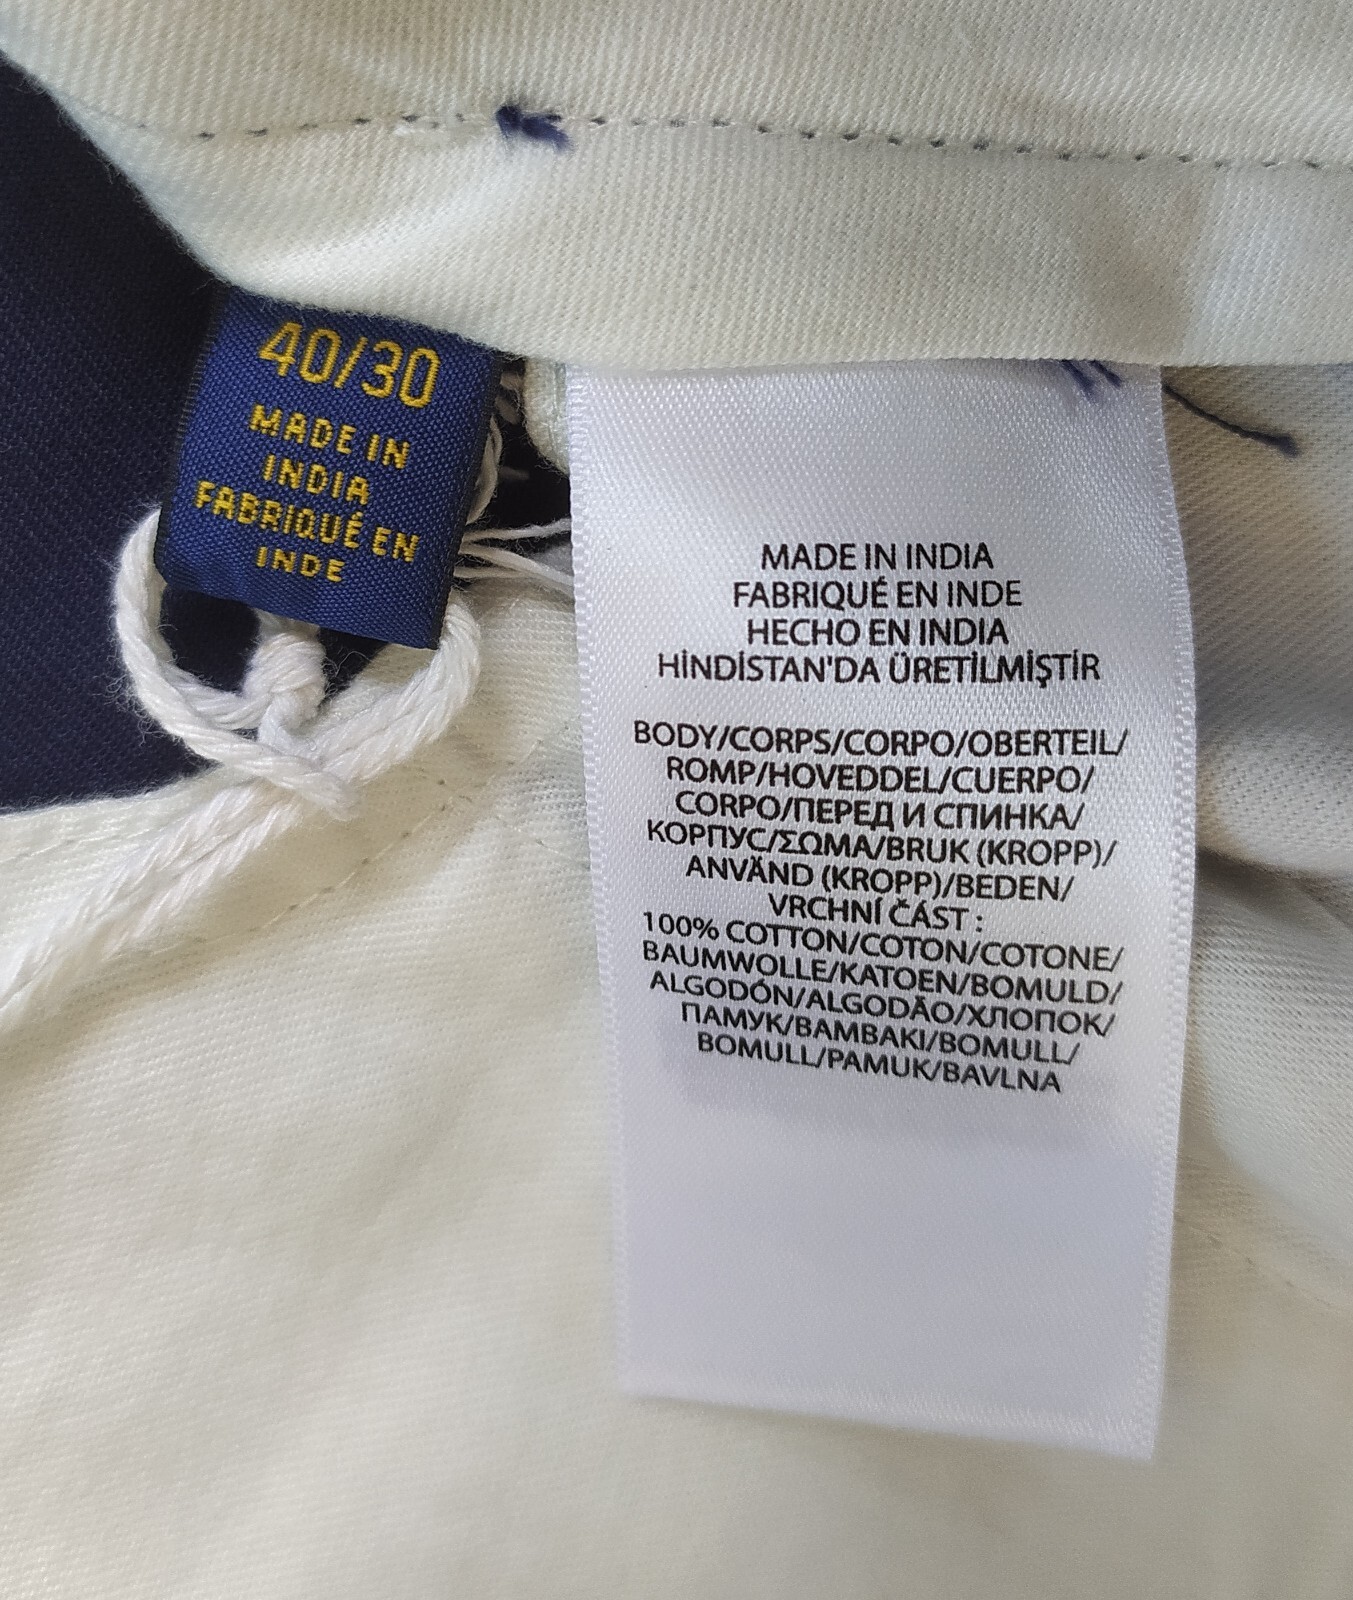 40/30
MADE IN
INDIA
FABRIQUÉ EN
INDE
MADE IN INDIA
FABRIQUÉ EN INDE
HECHO EN INDIA
HİNDİSTAN'DA ÜRETİLMİŞTİR
BODY/CORPS/CORPO/OBERTEIL/
ROMP/HOVEDDEL/CUERPO/
CORPO/ПЕРЕД И СПИНКА/
КОРПУС/ΣΩΜΑ/BRUK (KROPP)/
ANVÄND (KROPP)/BEDEN/
VRCHNÍ ČÁST :
100% COTTON/COTON/COTONE/
BAUMWOLLE/KATOEN/BOMULD/
ALGODÓN/ALGODÃO/ХЛОПОК/
ПАМУК/ΒΑΜΒΑΚΙ/BOMULL/
BOMULL/PAMUK/BAVLNA